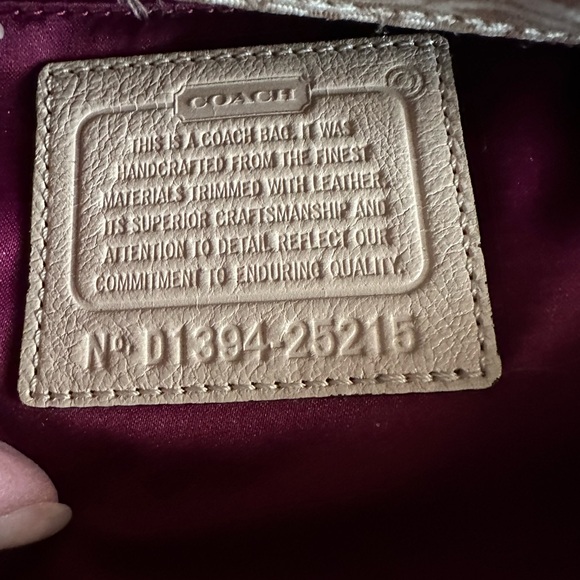 COACH
©
THIS IS A COACH BAG. IT WAS
HANDCRAFTED FROM THE FINEST
MATERIALS TRIMMED WITH LEATHER.
ITS SUPERIOR CRAFTSMANSHIP AND
ATTENTION TO DETAIL REFLECT OUR
COMMITMENT TO ENDURING QUALITY.
No. D1394-25215